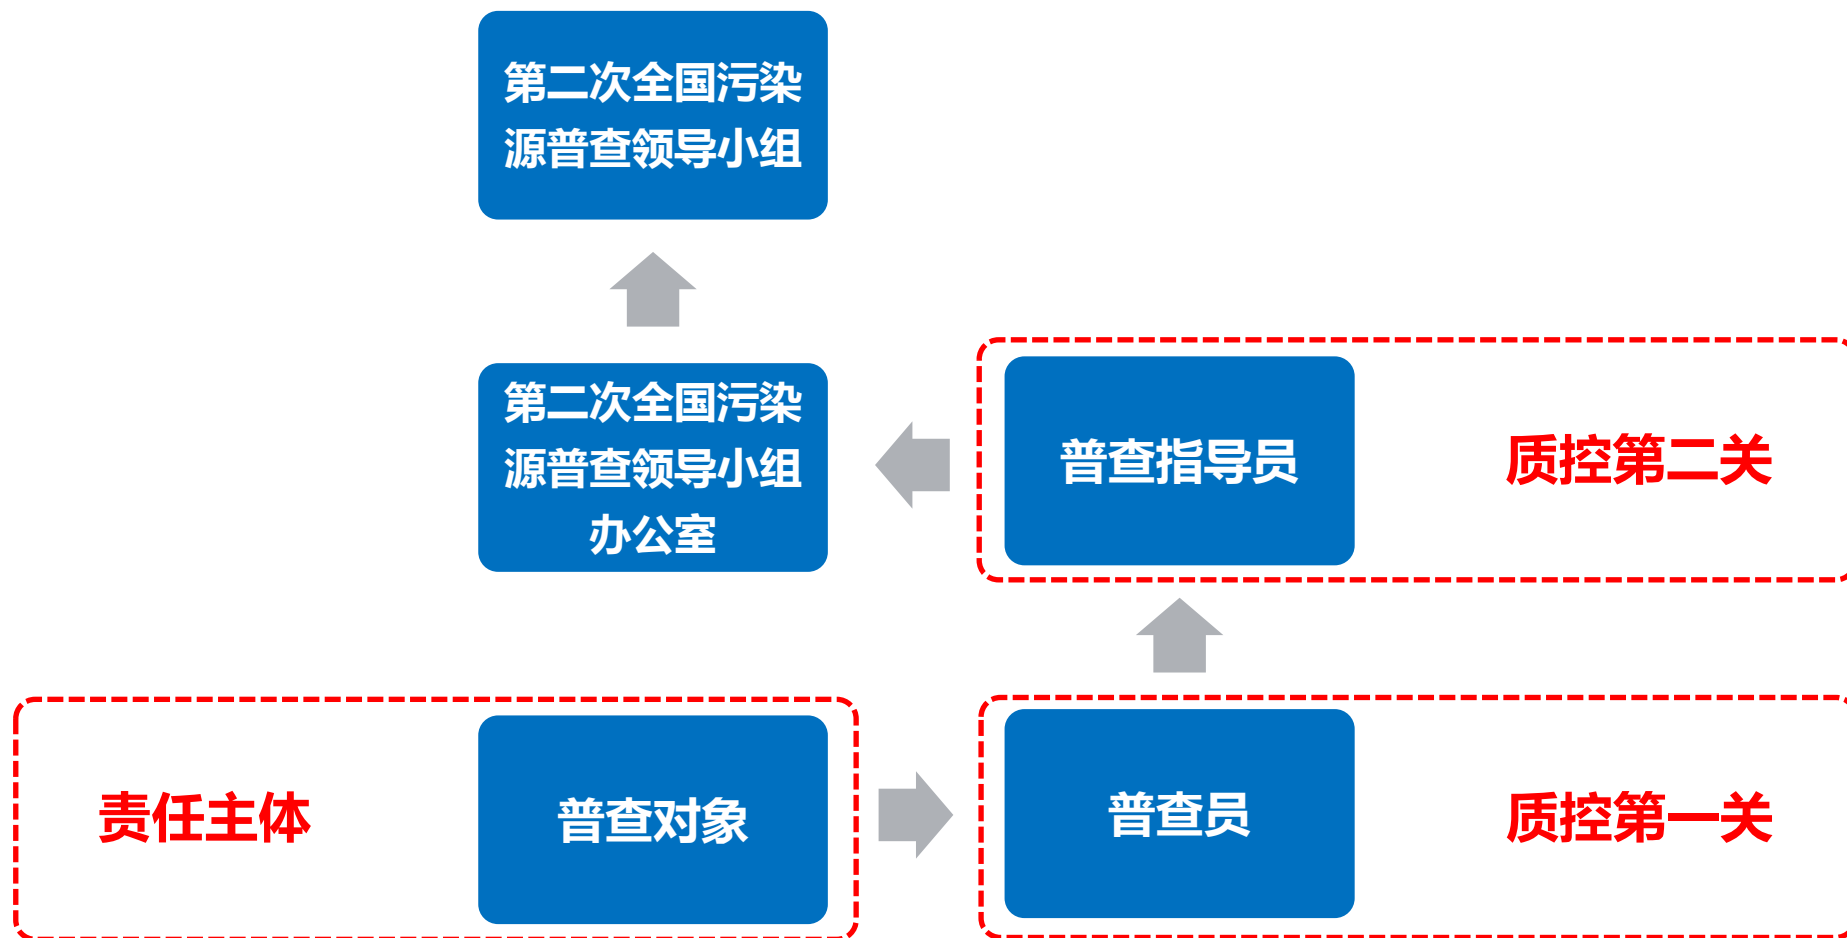 第二次全国污染
源普查领导小组
第二次全国污染
源普查领导小组
办公室
普查指导员
质控第二关
责任主体
普查对象
普查员
质控第一关